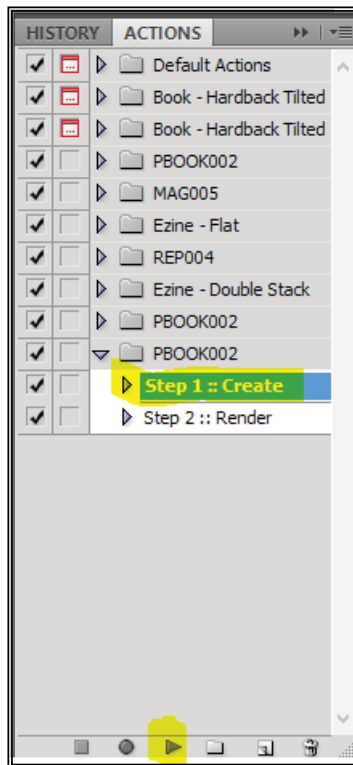 HISTORY ACTIONS
Default Actions
Book - Hardback Tilted
Book - Hardback Tilted
PBOOK002
MAG005
Ezine - Flat
REP004
Ezine - Double Stack
PBOOK002
PBOOK002
Step 1 :: Create
Step 2 :: Render